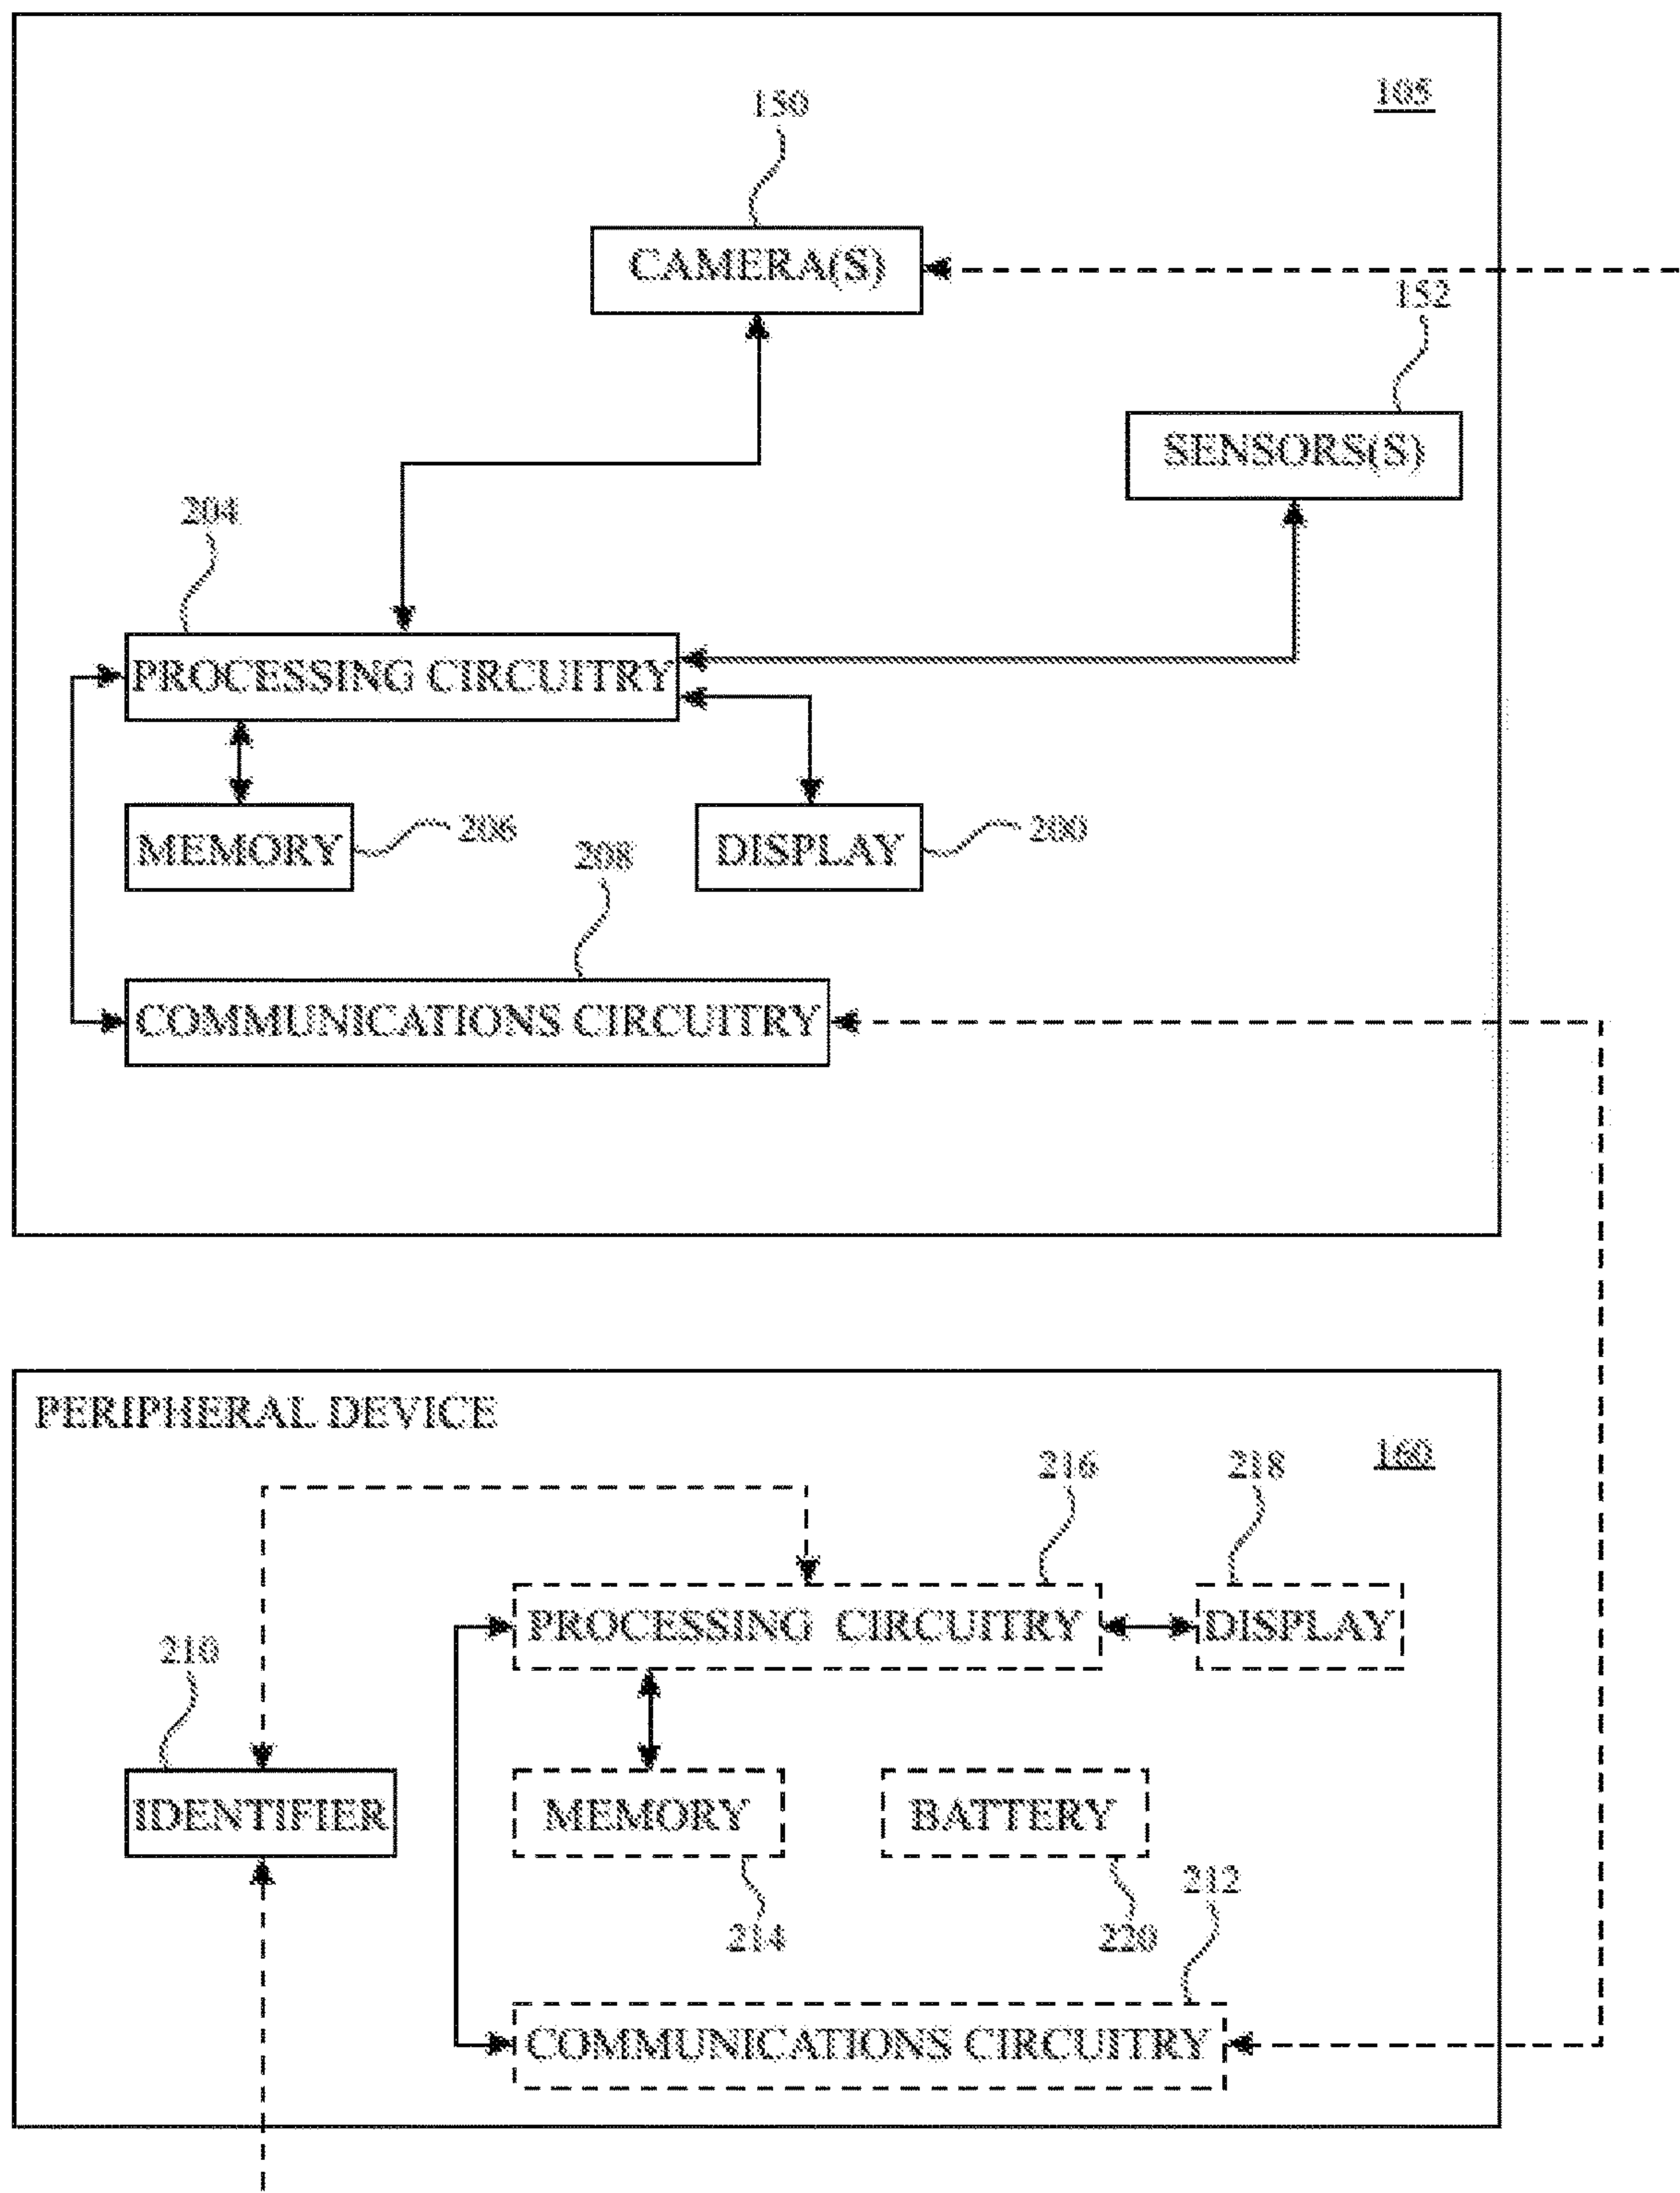 105
150
CAMERA(S)
152
SENSORS(S)
204
PROCESSING CIRCUITRY
MEMORY
206
DISPLAY
200
208
COMMUNICATIONS CIRCUITRY
PERIPHERAL DEVICE
160
216
218
PROCESSING CIRCUITRY
DISPLAY
210
IDENTIFIER
MEMORY
BATTERY
214
220
212
COMMUNICATIONS CIRCUITRY